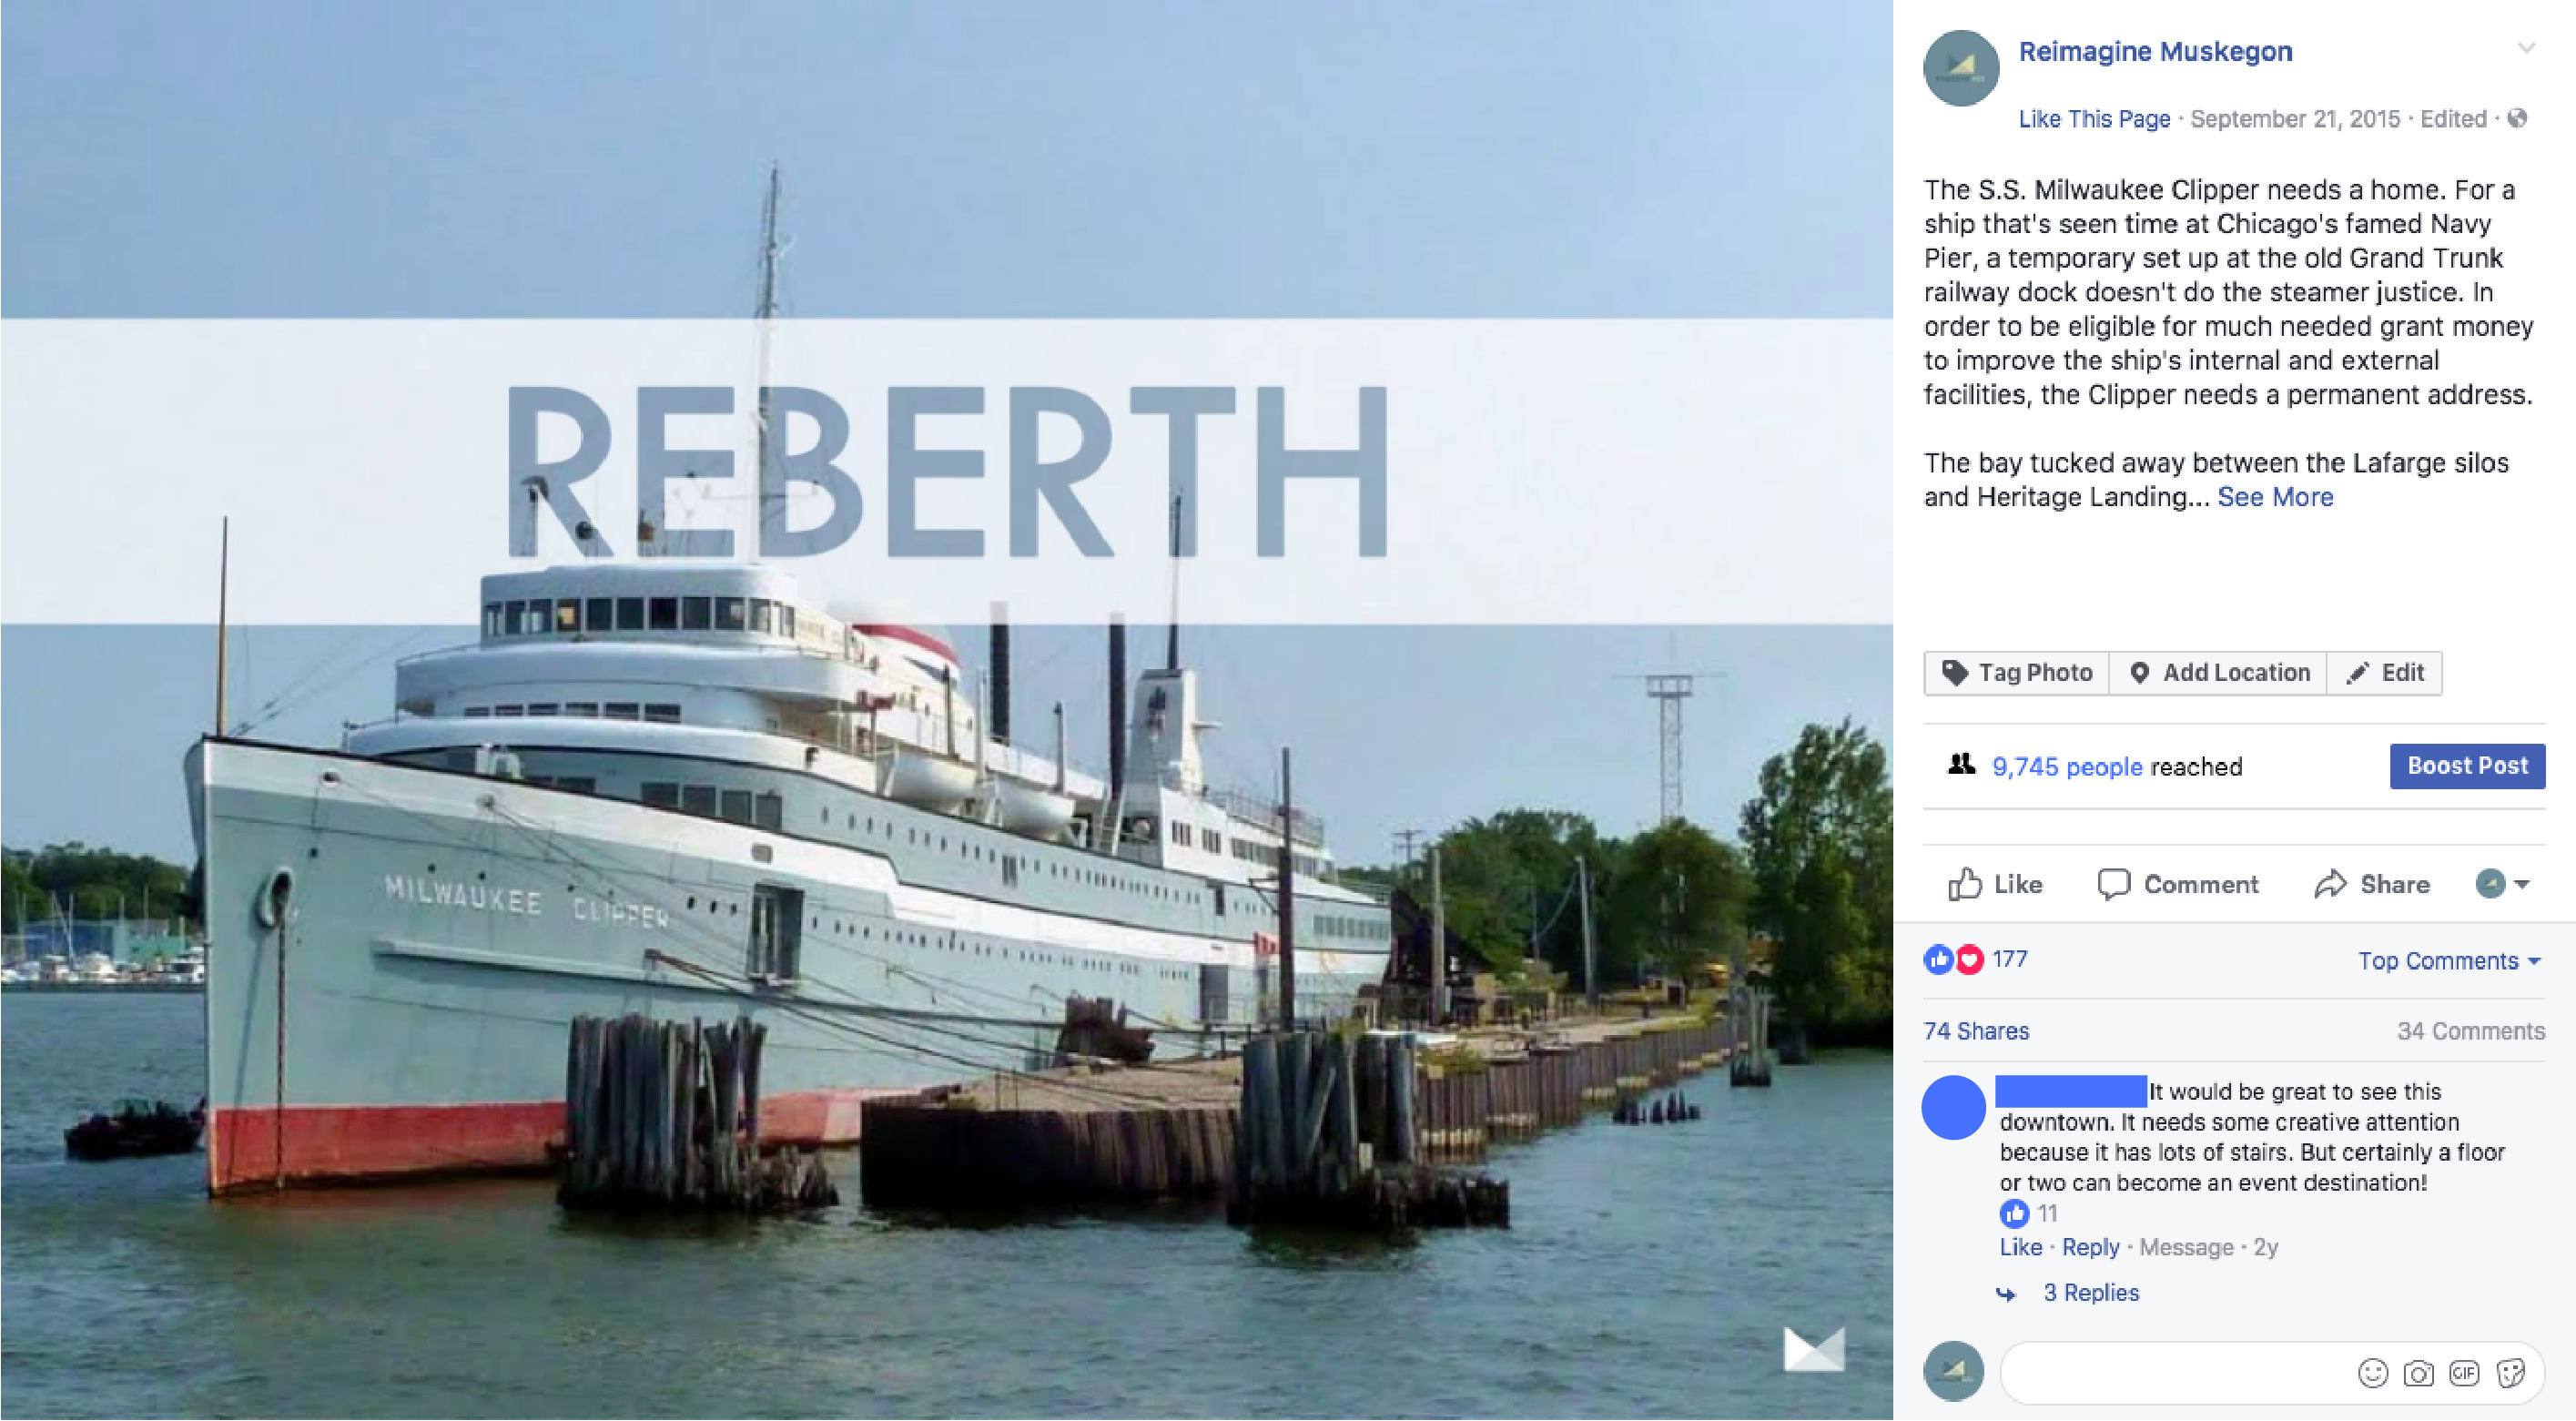 REBERTH
MILWAUKEE CLIPPER
Reimagine Muskegon
Like This Page · September 21, 2015 · Edited ·
The S.S. Milwaukee Clipper needs a home. For a
ship that's seen time at Chicago's famed Navy
Pier, a temporary set up at the old Grand Trunk
railway dock doesn't do the steamer justice. In
order to be eligible for much needed grant money
to improve the ship's internal and external
facilities, the Clipper needs a permanent address.
The bay tucked away between the Lafarge silos
and Heritage Landing... See More
Tag Photo Add Location Edit
9,745 people reached Boost Post
Like Comment Share
177 Top Comments
74 Shares 34 Comments
It would be great to see this
downtown. It needs some creative attention
because it has lots of stairs. But certainly a floor
or two can become an event destination!
11
Like · Reply · Message · 2y
3 Replies
GIF